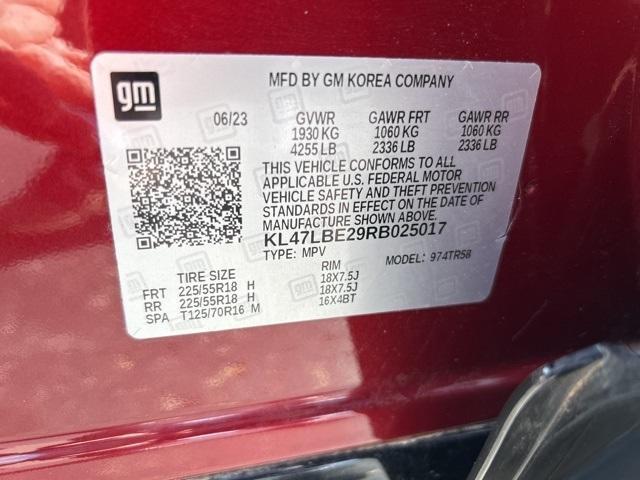 gm
MFD BY GM KOREA COMPANY
06/23 GVWR GAWR FRT GAWR RR
1930 KG 1060 KG 1060 KG
4255 LB 2336 LB 2336 LB
THIS VEHICLE CONFORMS TO ALL
APPLICABLE U.S. FEDERAL MOTOR
VEHICLE SAFETY AND THEFT PREVENTION
STANDARDS IN EFFECT ON THE DATE OF
MANUFACTURE SHOWN ABOVE.
KL47LBE29RB025017
TYPE: MPV MODEL: 974TR58
TIRE SIZE RIM
FRT 225/55R18 H 18X7.5J
RR 225/55R18 H 18X7.5J
SPA T125/70R16 M 16X4BT